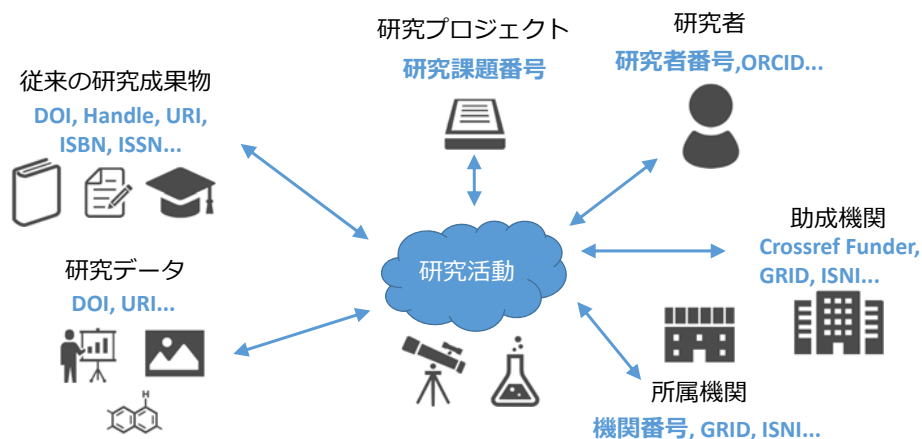 研究プロジェクト
研究課題番号
研究者
研究者番号,ORCID...
従来の研究成果物
DOI, Handle, URI,
ISBN, ISSN...
助成機関
Crossref Funder,
GRID, ISNI...
研究活動
研究データ
DOI, URI...
H
所属機関
機関番号, GRID, ISNI...